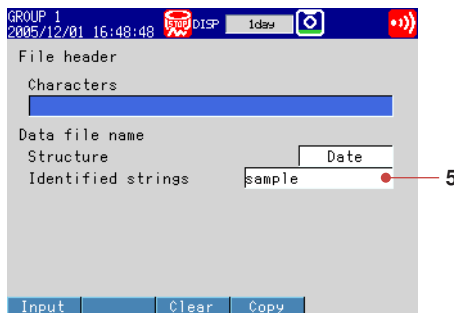 GROUP 1
2005/12/01 16:48:48 STOP DISP 1day
File header
Characters
Data file name
Structure Date
Identified strings sample 5
Input Clear Copy